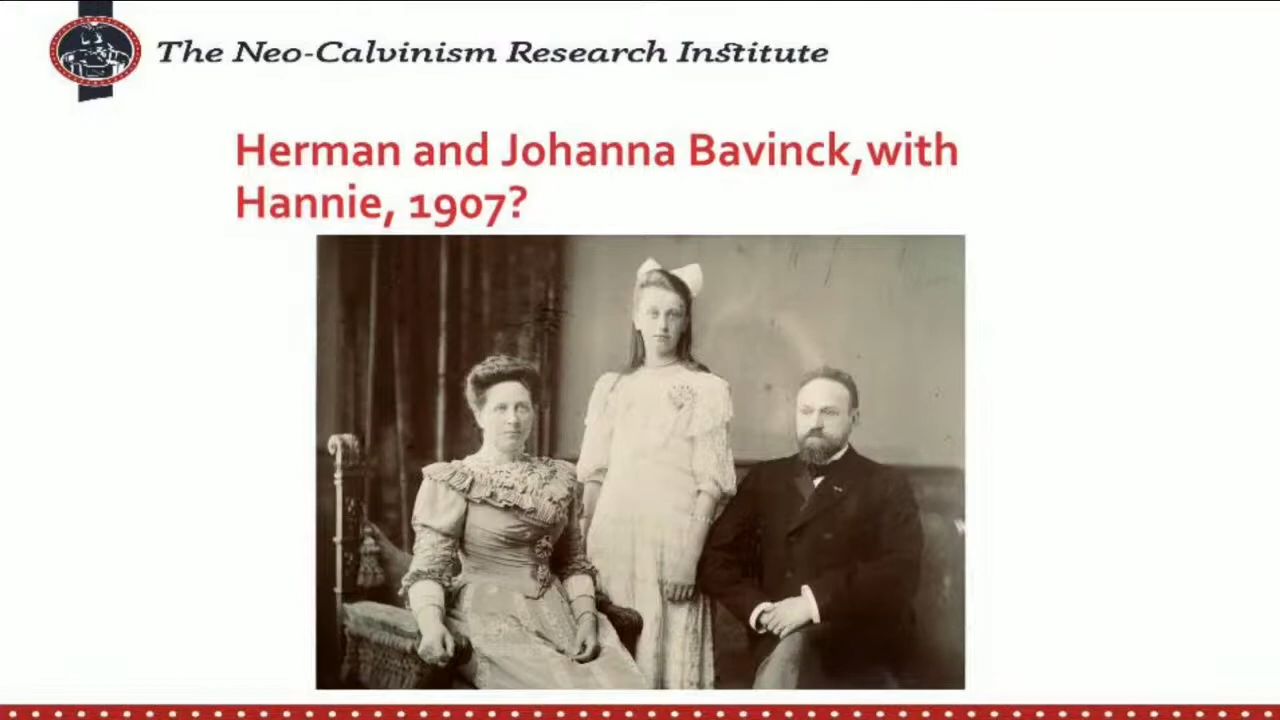 The Neo-Calvinism Research Institute
Herman and Johanna Bavinck,with
Hannie, 1907?